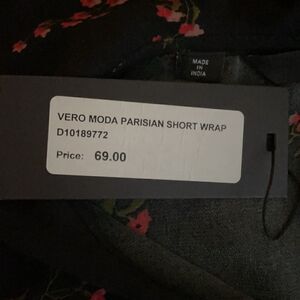 MADE
IN
INDIA
VERO MODA PARISIAN SHORT WRAP
D10189772
Price: 69.00